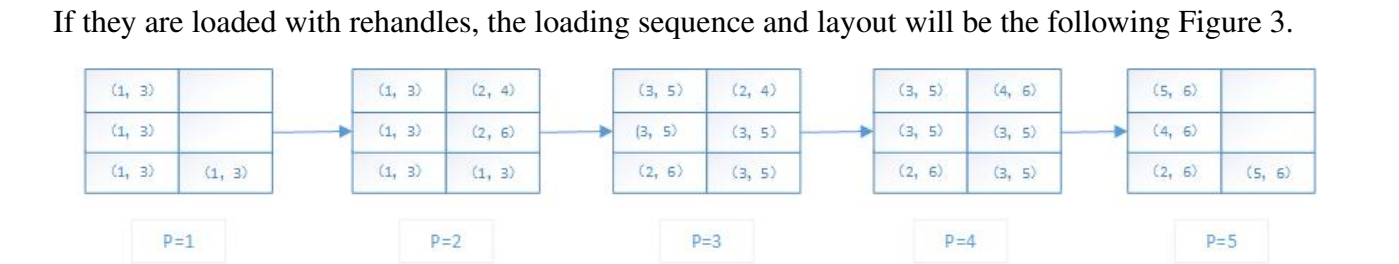 If they are loaded with rehandles, the loading sequence and layout will be the following Figure 3.
(1, 3) (1, 3) (2, 4) (3, 5) (2, 4) (3, 5) (4, 6) (5, 6)
(1, 3) (1, 3) (2, 6) (3, 5) (3, 5) (3, 5) (3, 5) (4, 6)
(1, 3) (1, 3) (1, 3) (1, 3) (2, 6) (3, 5) (2, 6) (3, 5) (2, 6) (5, 6)
P=1 P=2 P=3 P=4 P=5